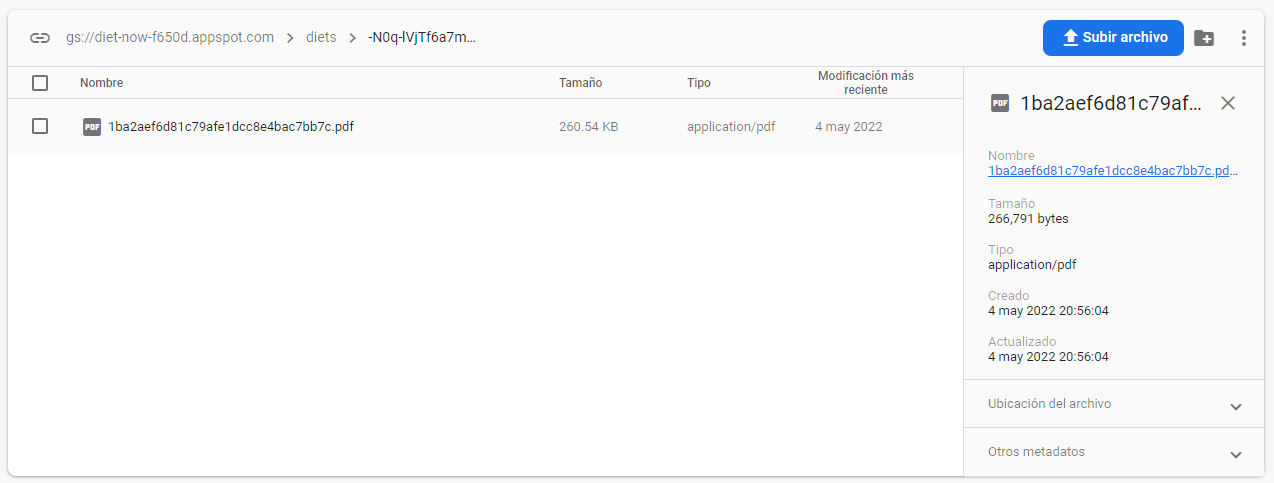 gs://diet-now-f650d.appspot.com > diets > -N0q-lVjTf6a7m...
Subir archivo
Nombre Tamaño Tipo Modificación más reciente
PDF 1ba2aef6d81c79afe1dcc8e4bac7bb7c.pdf 260.54 KB application/pdf 4 may 2022
PDF 1ba2aef6d81c79af...
Nombre
1ba2aef6d81c79afe1dcc8e4bac7bb7c.pd...
Tamaño
266,791 bytes
Tipo
application/pdf
Creado
4 may 2022 20:56:04
Actualizado
4 may 2022 20:56:04
Ubicación del archivo
Otros metadatos